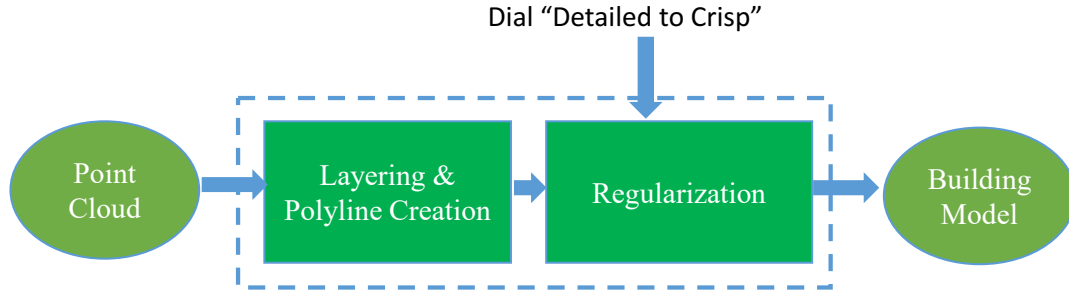 Dial “Detailed to Crisp”
Point
Cloud
Layering &
Polyline Creation
Regularization
Building
Model